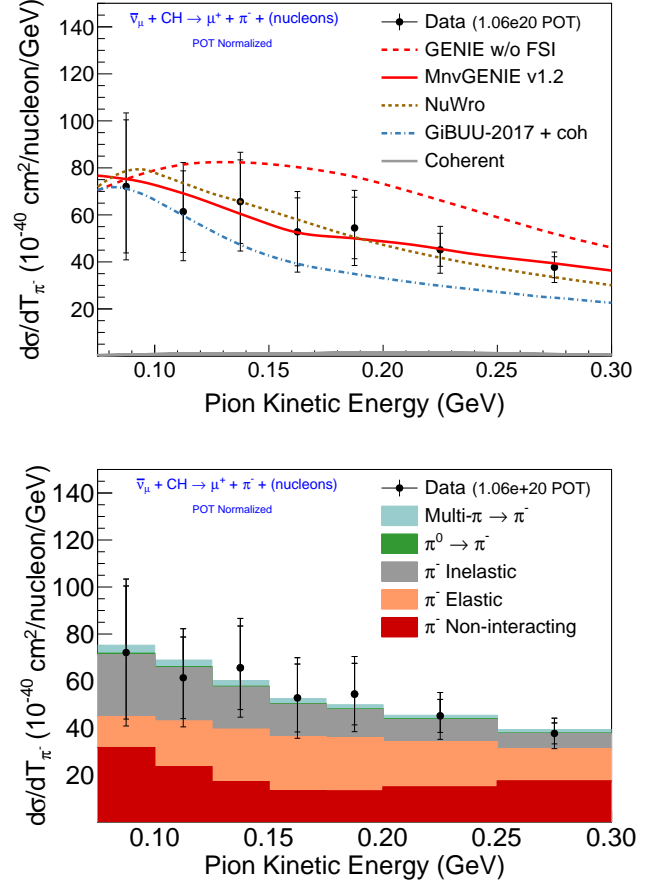 ν̄μ + CH → μ⁺ + π⁻ + (nucleons)
POT Normalized
Data (1.06e20 POT)
GENIE w/o FSI
MnvGENIE v1.2
NuWro
GiBUU-2017 + coh
Coherent
dσ/dTπ⁻ (10⁻⁴⁰ cm²/nucleon/GeV)
140
120
100
80
60
40
20
0.10 0.15 0.20 0.25 0.30
Pion Kinetic Energy (GeV)
ν̄μ + CH → μ⁺ + π⁻ + (nucleons)
POT Normalized
Data (1.06e+20 POT)
Multi-π → π⁻
π⁰ → π⁻
π⁻ Inelastic
π⁻ Elastic
π⁻ Non-interacting
dσ/dTπ⁻ (10⁻⁴⁰ cm²/nucleon/GeV)
140
120
100
80
60
40
20
0.10 0.15 0.20 0.25 0.30
Pion Kinetic Energy (GeV)